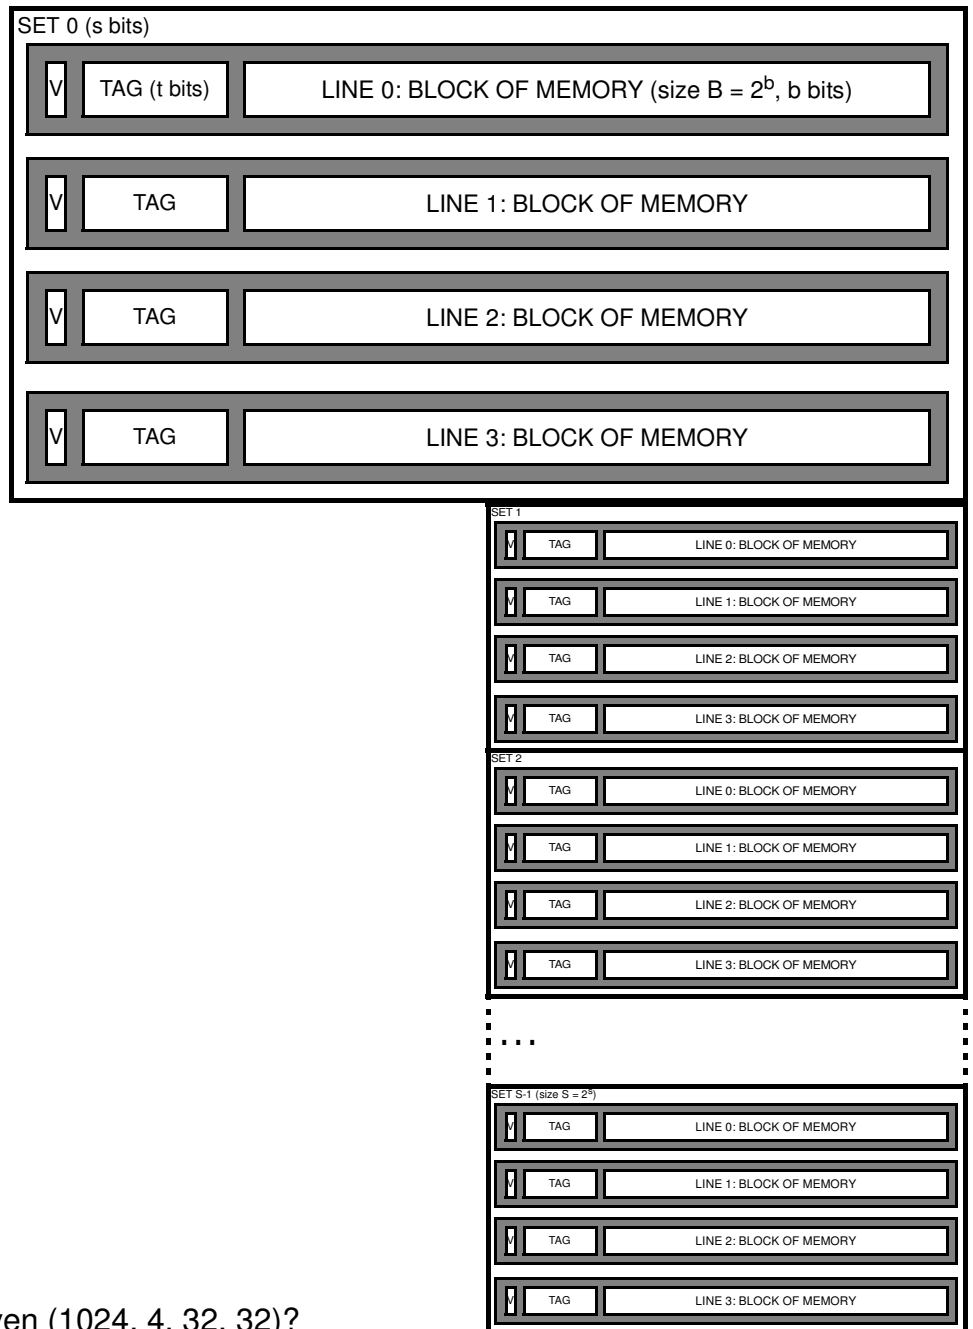 SET 0 (s bits)
V TAG (t bits) LINE 0: BLOCK OF MEMORY (size B = 2^b, b bits)
V TAG LINE 1: BLOCK OF MEMORY
V TAG LINE 2: BLOCK OF MEMORY
V TAG LINE 3: BLOCK OF MEMORY
SET 1
V TAG LINE 0: BLOCK OF MEMORY
V TAG LINE 1: BLOCK OF MEMORY
V TAG LINE 2: BLOCK OF MEMORY
V TAG LINE 3: BLOCK OF MEMORY
SET 2
V TAG LINE 0: BLOCK OF MEMORY
V TAG LINE 1: BLOCK OF MEMORY
V TAG LINE 2: BLOCK OF MEMORY
V TAG LINE 3: BLOCK OF MEMORY
...
SET S-1 (size S = 2^s)
V TAG LINE 0: BLOCK OF MEMORY
V TAG LINE 1: BLOCK OF MEMORY
V TAG LINE 2: BLOCK OF MEMORY
V TAG LINE 3: BLOCK OF MEMORY
(1024, 4, 32, 32)?